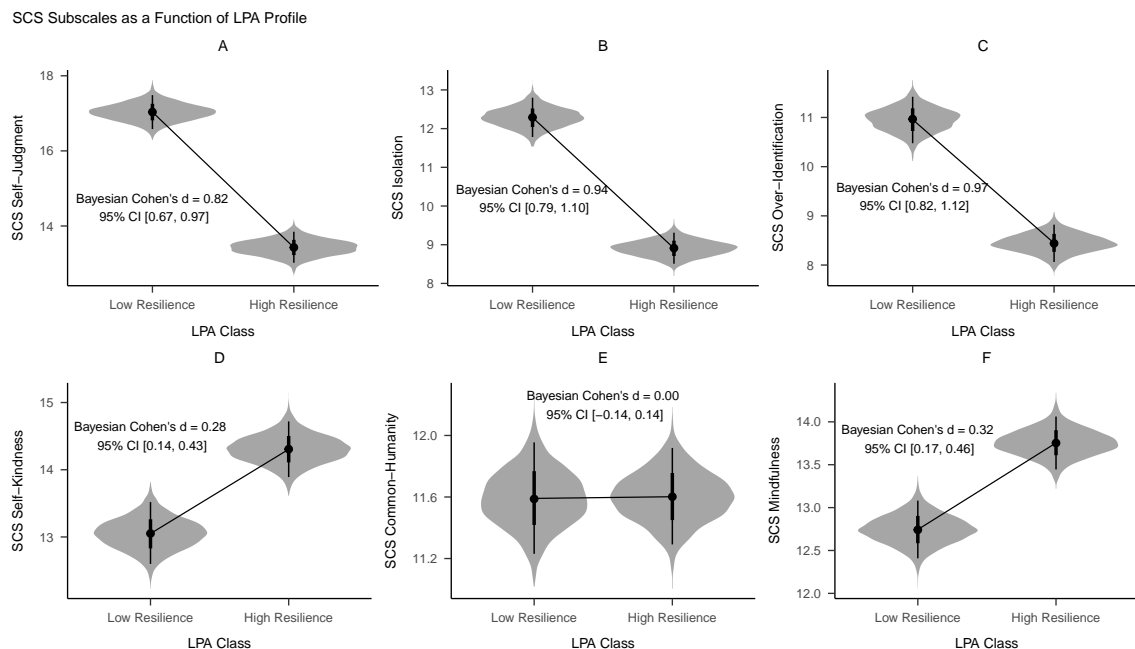 SCS Subscales as a Function of LPA Profile
A
SCS Self−Judgment
18
16
13
Bayesian Cohen's d = 0.82
95% CI [0.67, 0.97]
Low Resilience
High Resilience
LPA Class
B
SCS Isolation
13
12
11
10
9
8
Bayesian Cohen's d = 0.94
95% CI [0.79, 1.10]
Low Resilience
High Resilience
LPA Class
C
SCS Over−Identification
11
10
9
8
Bayesian Cohen's d = 0.97
95% CI [0.82, 1.12]
Low Resilience
High Resilience
LPA Class
D
SCS Self−Kindness
15
14
13
Bayesian Cohen's d = 0.28
95% CI [0.14, 0.43]
Low Resilience
High Resilience
LPA Class
E
SCS Common−Humanity
12.0
11.6
11.2
Bayesian Cohen's d = 0.00
95% CI [−0.14, 0.14]
Low Resilience
High Resilience
LPA Class
F
SCS Mindfulness
14.0
13.5
13.0
12.5
12.0
Bayesian Cohen's d = 0.32
95% CI [0.17, 0.46]
Low Resilience
High Resilience
LPA Class